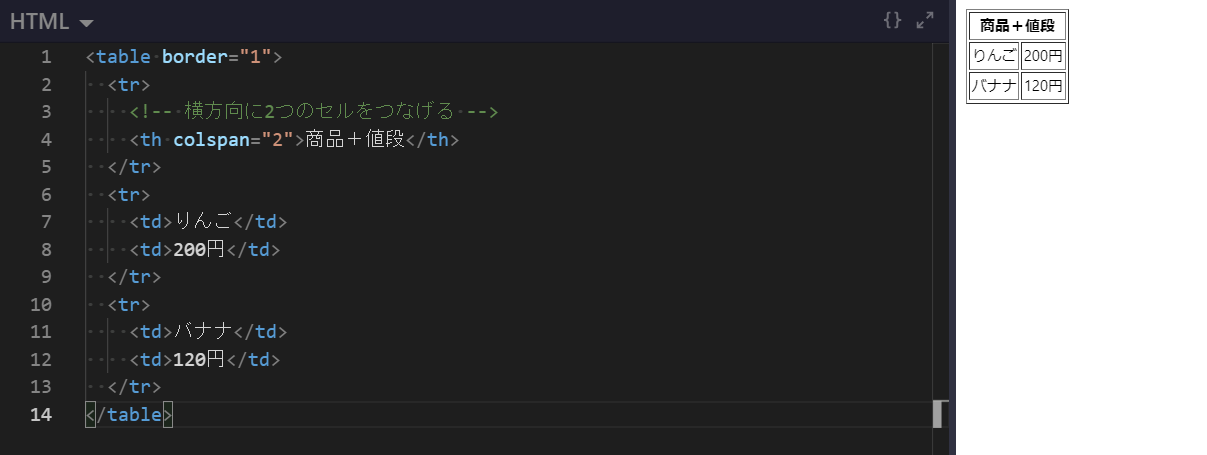 HTML
1 <table border="1">
2 <tr>
3 <!-- 横方向に2つのセルをつなげる -->
4 <th colspan="2">商品＋値段</th>
5 </tr>
6 <tr>
7 <td>りんご</td>
8 <td>200円</td>
9 </tr>
10 <tr>
11 <td>バナナ</td>
12 <td>120円</td>
13 </tr>
14 </table>
商品＋値段
りんご 200円
バナナ 120円